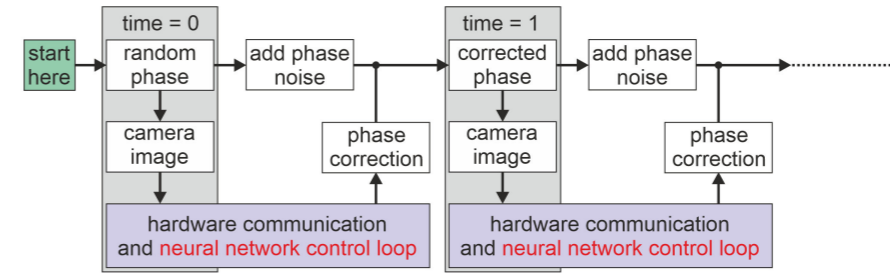 time = 0
time = 1
start
here
random
phase
add phase
noise
corrected
phase
add phase
noise
camera
image
phase
correction
camera
image
phase
correction
hardware communication
and neural network control loop
hardware communication
and neural network control loop